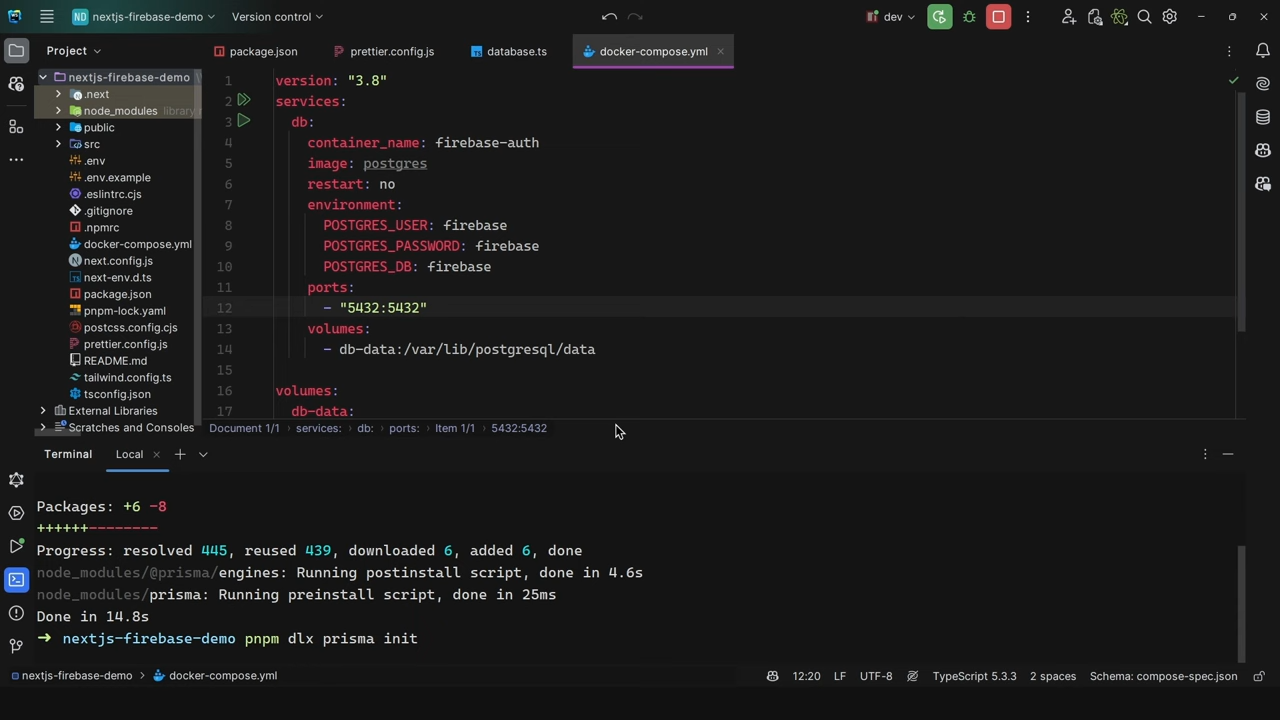 ND nextjs-firebase-demo Version control dev
Project
package.json prettier.config.js database.ts docker-compose.yml
nextjs-firebase-demo
.next
node_modules library r
public
src
.env
.env.example
.eslintrc.cjs
.gitignore
.npmrc
docker-compose.yml
next.config.js
next-env.d.ts
package.json
pnpm-lock.yaml
postcss.config.cjs
prettier.config.js
README.md
tailwind.config.ts
tsconfig.json
External Libraries
Scratches and Consoles
1 version: "3.8"
2 services:
3 db:
4 container_name: firebase-auth
5 image: postgres
6 restart: no
7 environment:
8 POSTGRES_USER: firebase
9 POSTGRES_PASSWORD: firebase
10 POSTGRES_DB: firebase
11 ports:
12 - "5432:5432"
13 volumes:
14 - db-data:/var/lib/postgresql/data
15
16 volumes:
17 db-data:
Document 1/1 › services: › db: › ports: › Item 1/1 › 5432:5432
Terminal Local
Packages: +6 -8
++++++--------
Progress: resolved 445, reused 439, downloaded 6, added 6, done
node_modules/@prisma/engines: Running postinstall script, done in 4.6s
node_modules/prisma: Running preinstall script, done in 25ms
Done in 14.8s
➜ nextjs-firebase-demo pnpm dlx prisma init
nextjs-firebase-demo › docker-compose.yml 12:20 LF UTF-8 TypeScript 5.3.3 2 spaces Schema: compose-spec.json